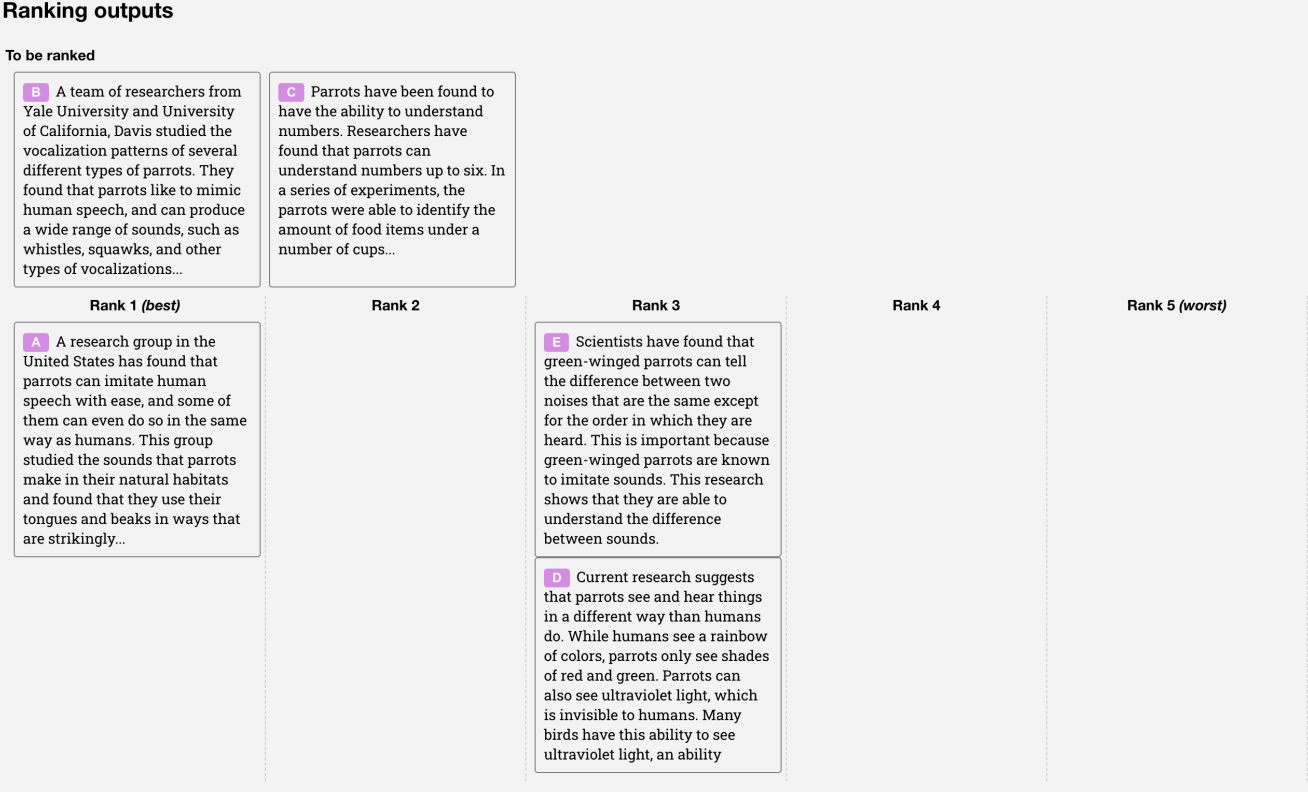 Ranking outputs
To be ranked
B A team of researchers from
Yale University and University
of California, Davis studied the
vocalization patterns of several
different types of parrots. They
found that parrots like to mimic
human speech, and can produce
a wide range of sounds, such as
whistles, squawks, and other
types of vocalizations...
C Parrots have been found to
have the ability to understand
numbers. Researchers have
found that parrots can
understand numbers up to six. In
a series of experiments, the
parrots were able to identify the
amount of food items under a
number of cups...
Rank 1 (best)
Rank 2
Rank 3
Rank 4
Rank 5 (worst)
A A research group in the
United States has found that
parrots can imitate human
speech with ease, and some of
them can even do so in the same
way as humans. This group
studied the sounds that parrots
make in their natural habitats
and found that they use their
tongues and beaks in ways that
are strikingly...
E Scientists have found that
green-winged parrots can tell
the difference between two
noises that are the same except
for the order in which they are
heard. This is important because
green-winged parrots are known
to imitate sounds. This research
shows that they are able to
understand the difference
between sounds.
D Current research suggests
that parrots see and hear things
in a different way than humans
do. While humans see a rainbow
of colors, parrots only see shades
of red and green. Parrots can
also see ultraviolet light, which
is invisible to humans. Many
birds have this ability to see
ultraviolet light, an ability